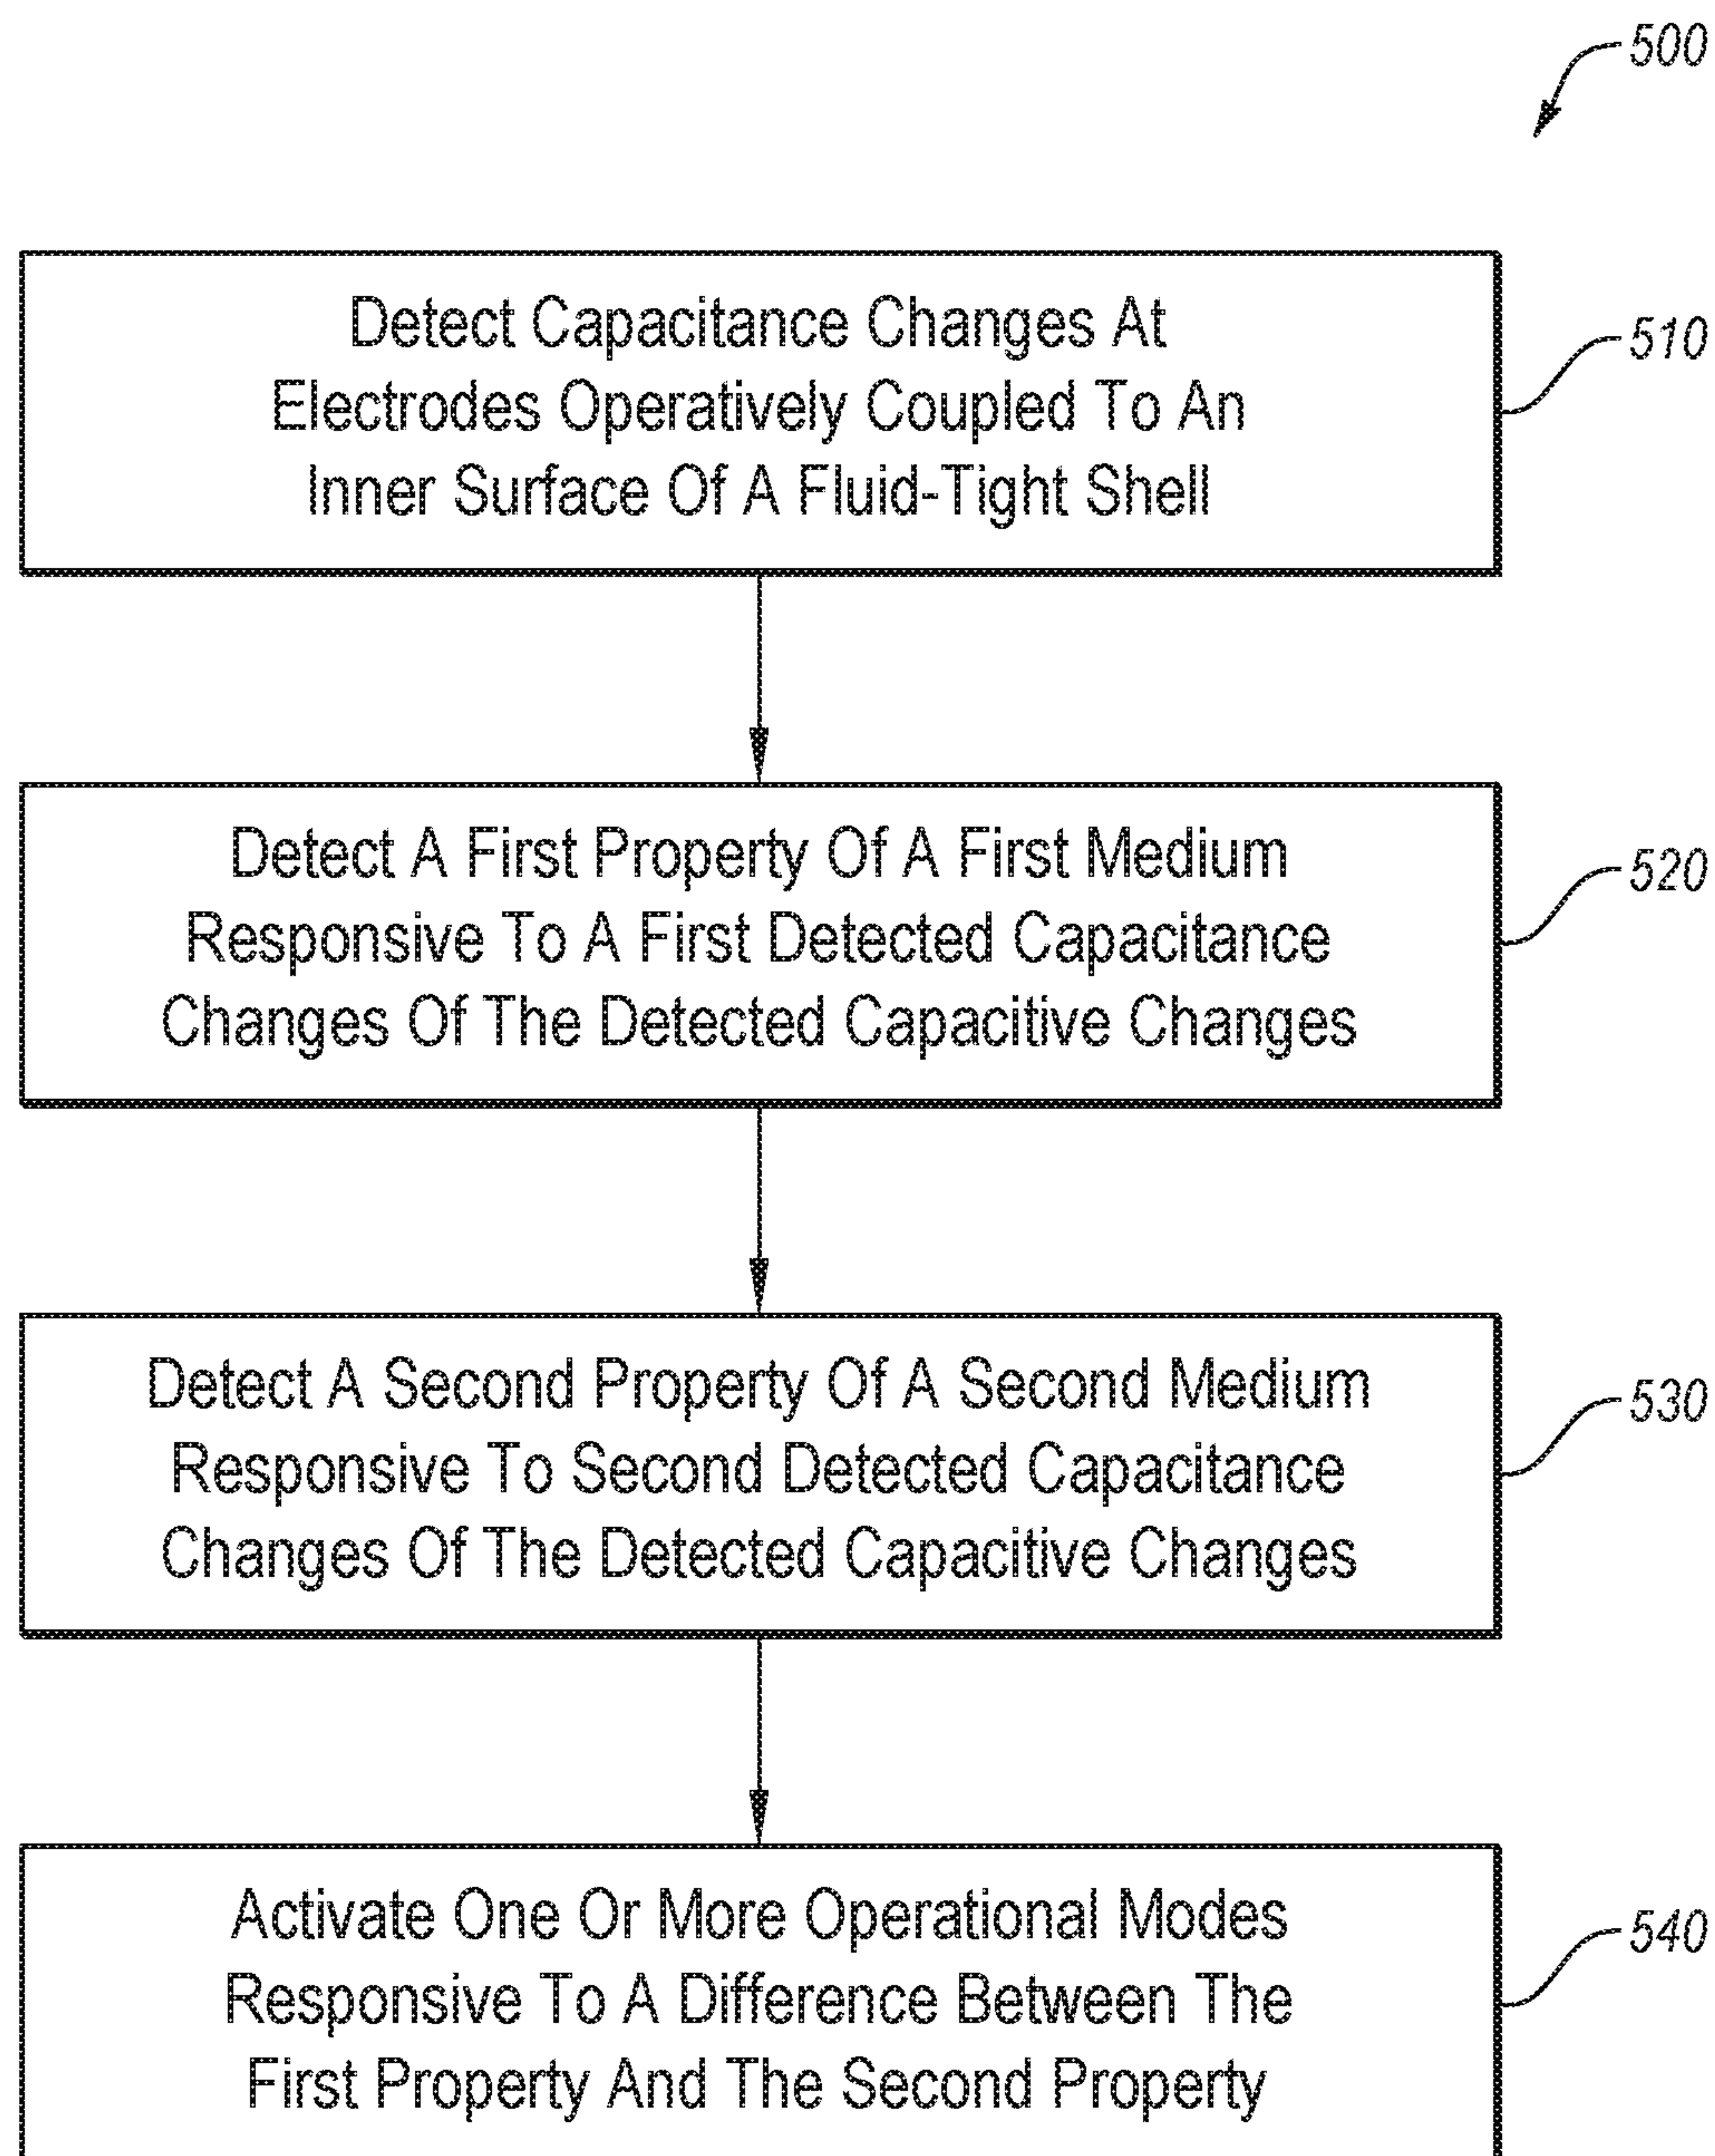 500
Detect Capacitance Changes At
Electrodes Operatively Coupled To An
Inner Surface Of A Fluid-Tight Shell
510
Detect A First Property Of A First Medium
Responsive To A First Detected Capacitance
Changes Of The Detected Capacitive Changes
520
Detect A Second Property Of A Second Medium
Responsive To Second Detected Capacitance
Changes Of The Detected Capacitive Changes
530
Activate One Or More Operational Modes
Responsive To A Difference Between The
First Property And The Second Property
540